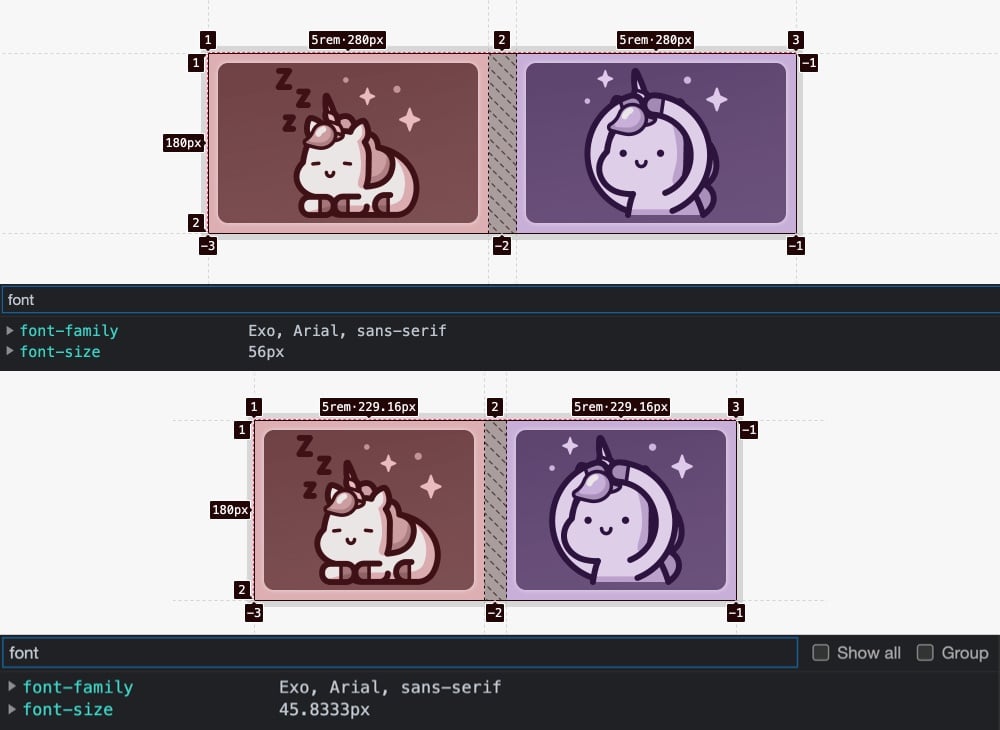 1 5rem·280px 2 5rem·280px 3
1 -1
z
z
z
180px
2
-3 -2 -1
font
font-family Exo, Arial, sans-serif
font-size 56px
1 5rem·229.16px 2 5rem·229.16px 3
1 -1
z
z
z
180px
2
-3 -2 -1
font Show all Group
font-family Exo, Arial, sans-serif
font-size 45.8333px